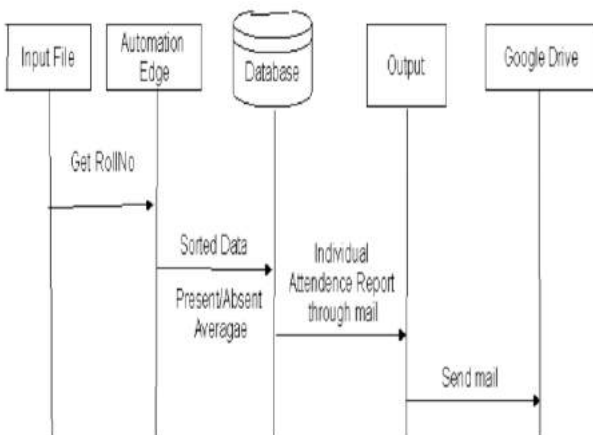 Input File
Automation
Edge
Database
Output
Google Drive
Get RollNo
Sorted Data
Present/Absent
Averagae
Individual
Attendence Report
through mail
Send mail